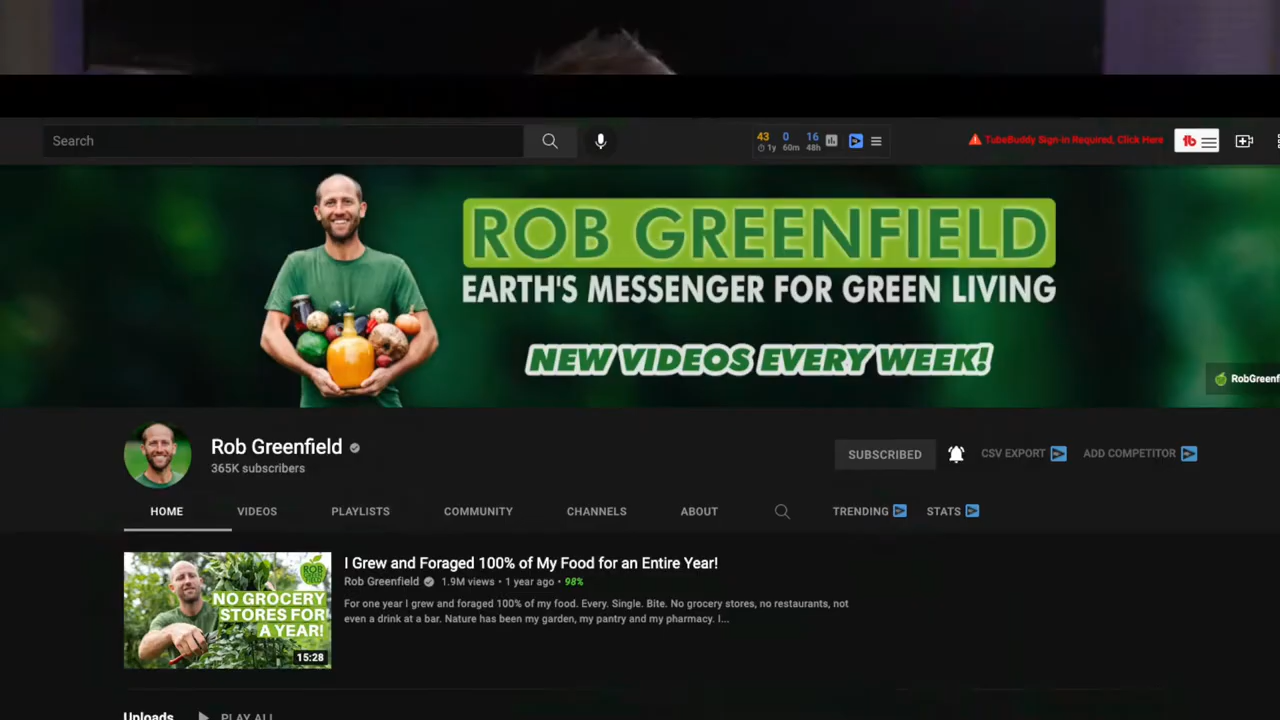 Search
43 0 16
1y 60m 48h
TubeBuddy Sign-in Required, Click Here
tb
ROB GREENFIELD
EARTH'S MESSENGER FOR GREEN LIVING
NEW VIDEOS EVERY WEEK!
RobGreenf
Rob Greenfield
365K subscribers
SUBSCRIBED
CSV EXPORT
ADD COMPETITOR
HOME
VIDEOS
PLAYLISTS
COMMUNITY
CHANNELS
ABOUT
TRENDING
STATS
ROB
GREEN
FIELD
NO GROCERY
STORES FOR
A YEAR!
15:28
I Grew and Foraged 100% of My Food for an Entire Year!
Rob Greenfield 1.9M views • 1 year ago • 98%
For one year I grew and foraged 100% of my food. Every. Single. Bite. No grocery stores, no restaurants, not
even a drink at a bar. Nature has been my garden, my pantry and my pharmacy. I...
Uploads
PLAY ALL